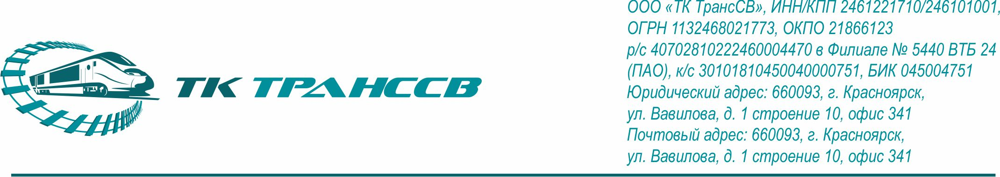 ТК ТРАНССВ
ООО «ТК ТрансСВ», ИНН/КПП 2461221710/246101001,
ОГРН 1132468021773, ОКПО 21866123
р/с 40702810222460004470 в Филиале № 5440 ВТБ 24
(ПАО), к/с 30101810450040000751, БИК 045004751
Юридический адрес: 660093, г. Красноярск,
ул. Вавилова, д. 1 строение 10, офис 341
Почтовый адрес: 660093, г. Красноярск,
ул. Вавилова, д. 1 строение 10, офис 341